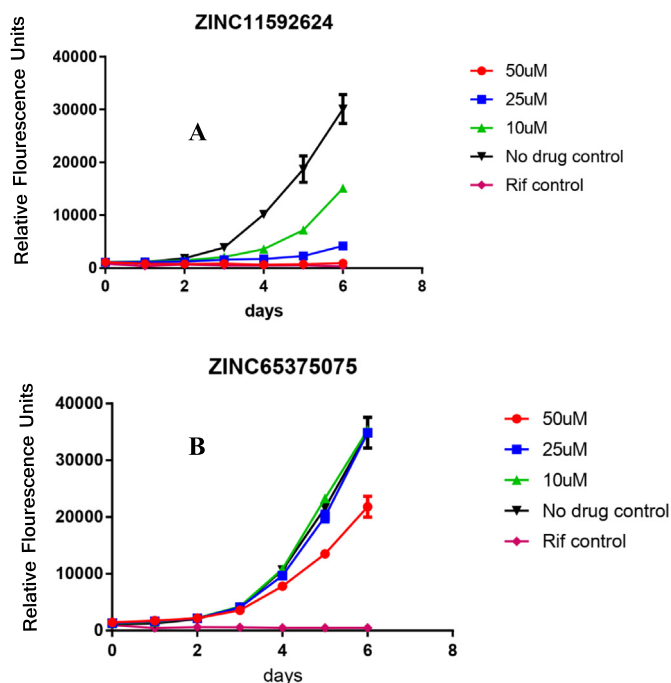 ZINC11592624
Relative Flourescence Units
40000
30000
20000
10000
0
A
0 2 4 6 8
days
50uM
25uM
10uM
No drug control
Rif control
ZINC65375075
Relative Flourescence Units
40000
30000
20000
10000
0
B
0 2 4 6 8
days
50uM
25uM
10uM
No drug control
Rif control